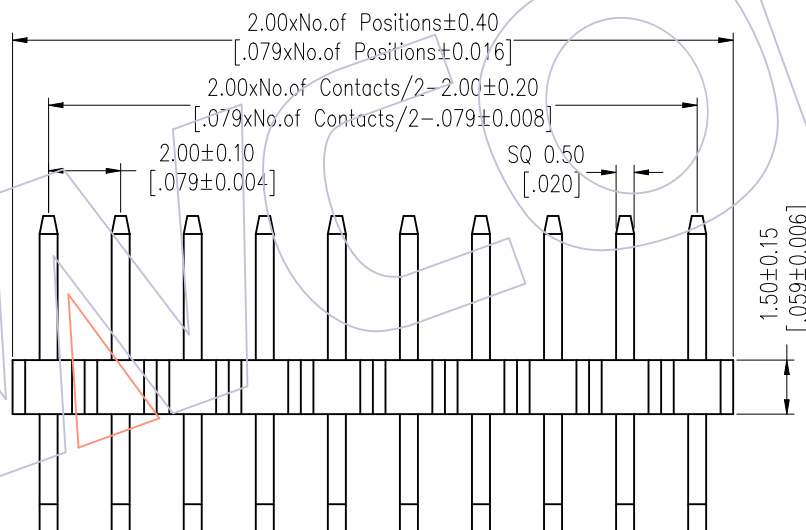 2.00xNo.of Positions±0.40
[.079xNo.of Positions±0.016]
2.00xNo.of Contacts/2-2.00±0.20
[.079xNo.of Contacts/2-.079±0.008]
2.00±0.10
[.079±0.004]
SQ 0.50
[.020]
1.50±0.15
[.059±0.006]